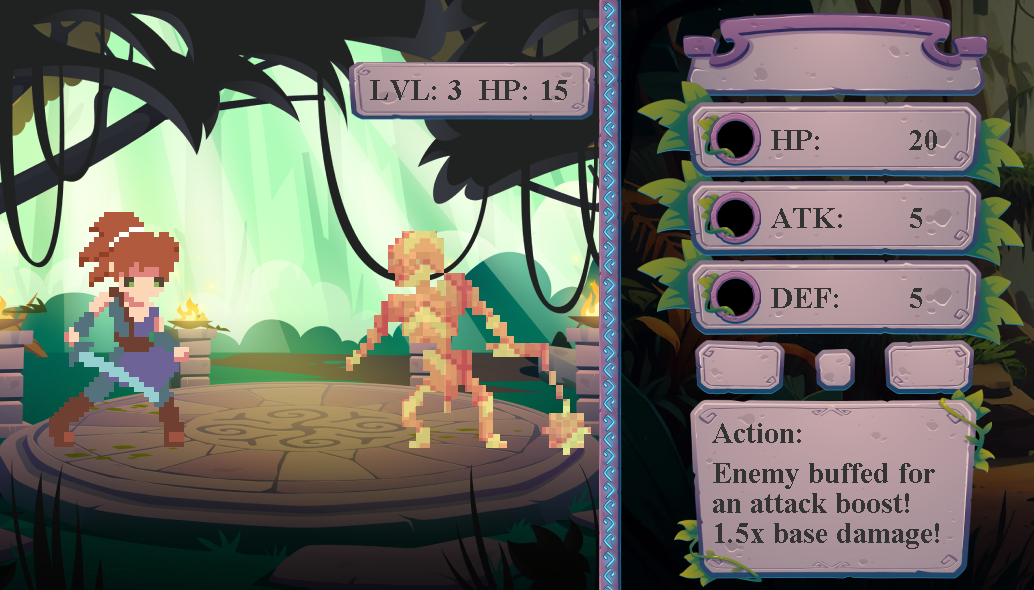 LVL: 3 HP: 15
HP: 20
ATK: 5
DEF: 5
Action:
Enemy buffed for
an attack boost!
1.5x base damage!